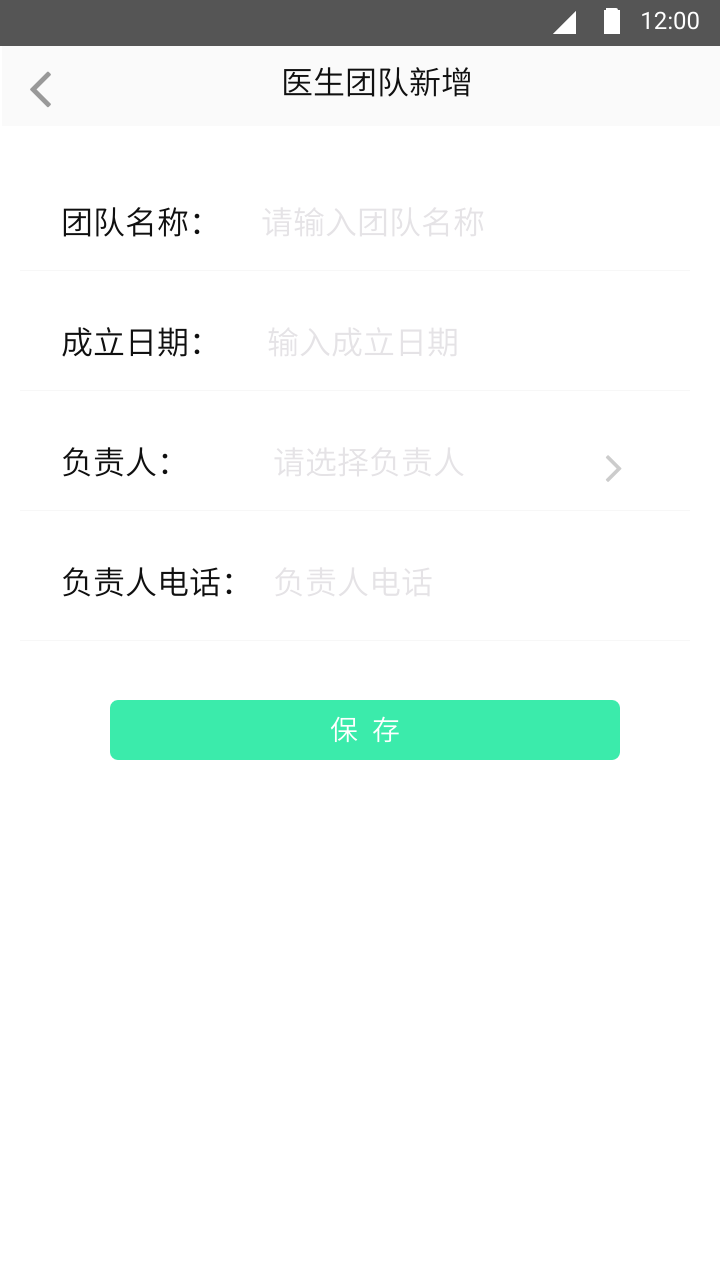 12:00
医生团队新增
团队名称： 请输入团队名称
成立日期： 输入成立日期
负责人： 请选择负责人
负责人电话： 负责人电话
保 存